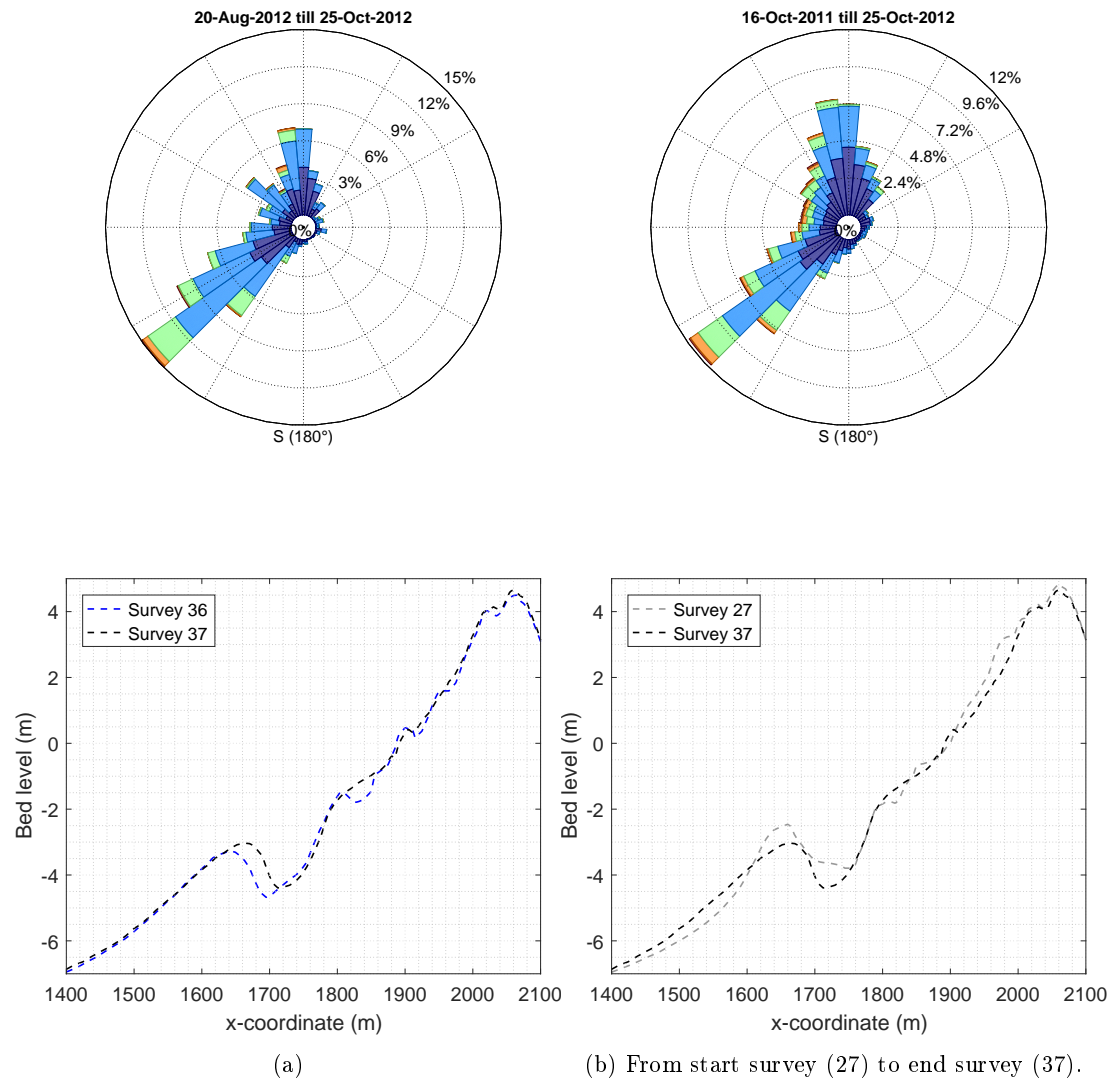 20-Aug-2012 till 25-Oct-2012
15%
12%
9%
6%
3%
0%
S (180°)
16-Oct-2011 till 25-Oct-2012
12%
9.6%
7.2%
4.8%
2.4%
0%
S (180°)
Survey 36
Survey 37
4
2
0
-2
-4
-6
Bed level (m)
1400 1500 1600 1700 1800 1900 2000 2100
x-coordinate (m)
(a)
Survey 27
Survey 37
4
2
0
-2
-4
-6
Bed level (m)
1400 1500 1600 1700 1800 1900 2000 2100
x-coordinate (m)
(b) From start survey (27) to end survey (37).